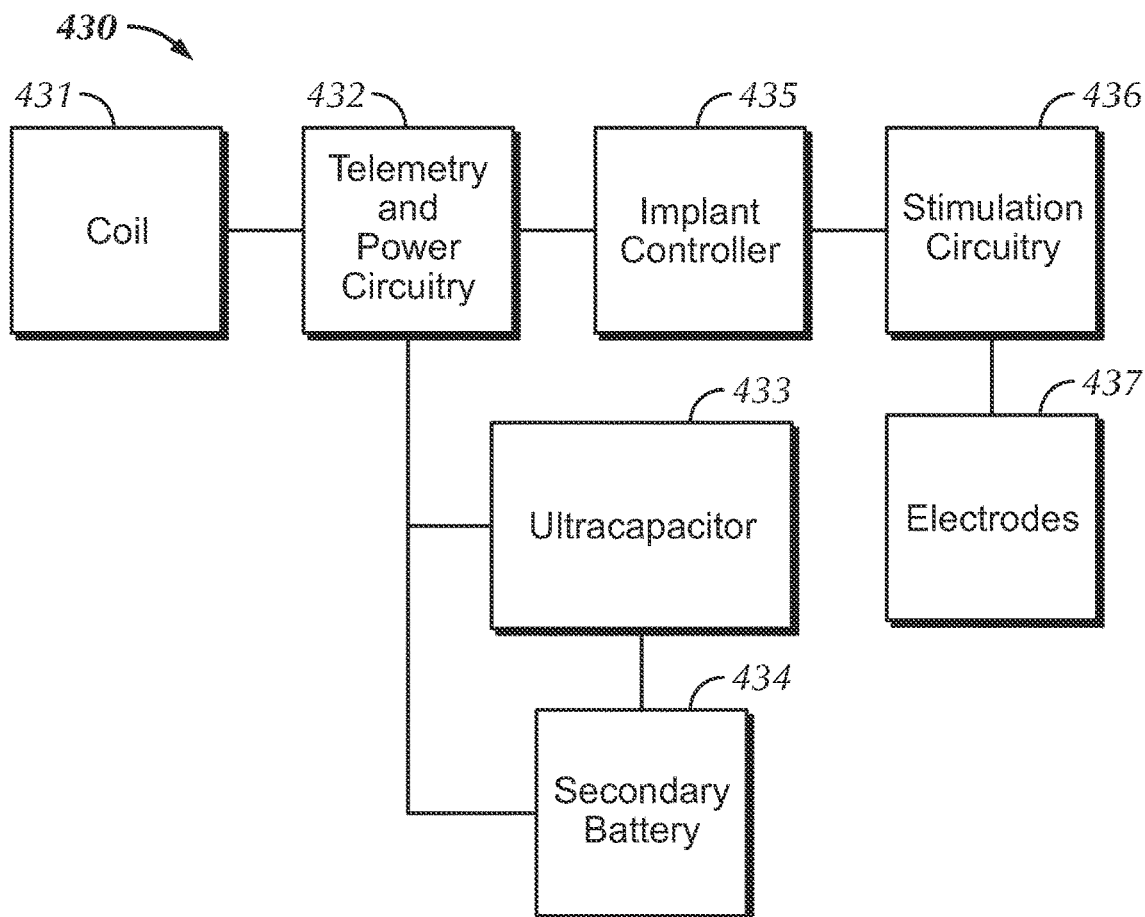 430
431
432
435
436
Coil
Telemetry
and
Power
Circuitry
Implant
Controller
Stimulation
Circuitry
433
437
Ultracapacitor
Electrodes
434
Secondary
Battery